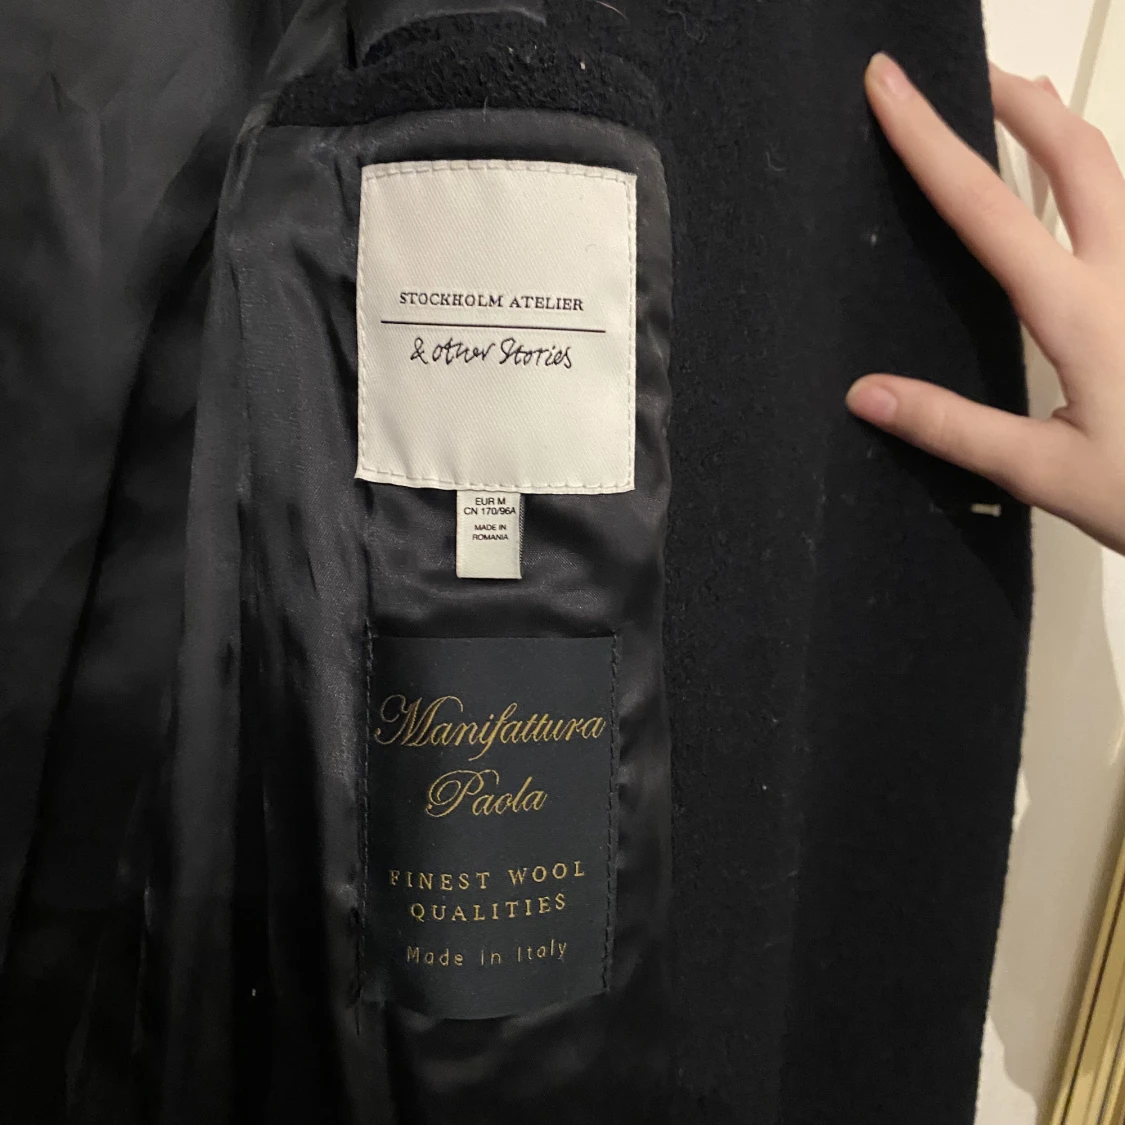 STOCKHOLM ATELIER
& other Stories
EUR M
CN 170/96A
MADE IN
ROMANIA
Manifattura
Paola
FINEST WOOL
QUALITIES
Made in Italy